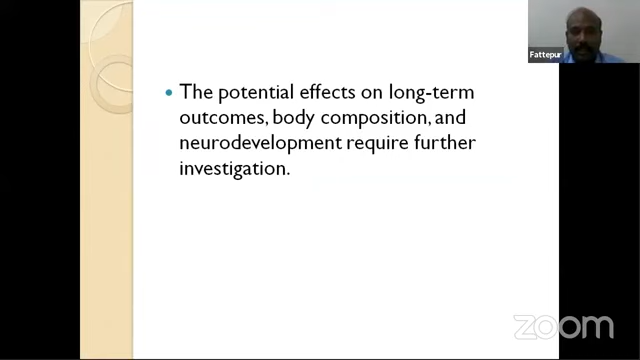 Fattepur
• The potential effects on long-term
outcomes, body composition, and
neurodevelopment require further
investigation.
zoom